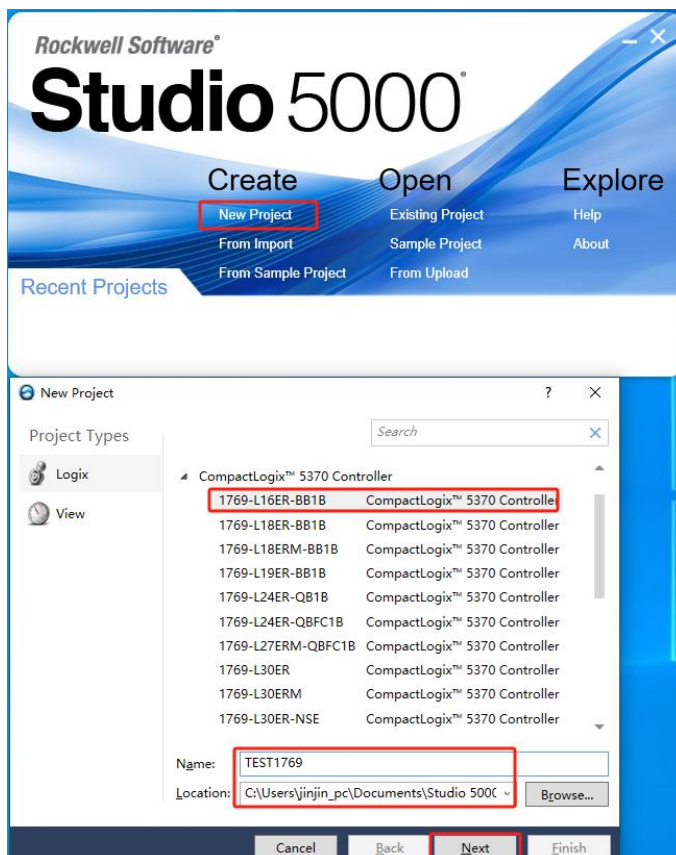 Rockwell Software®
Studio 5000®
Create Open Explore
New Project Existing Project Help
From Import Sample Project About
From Sample Project From Upload
Recent Projects
New Project ? ×
Project Types Search
Logix
View
CompactLogix™ 5370 Controller
1769-L16ER-BB1B CompactLogix™ 5370 Controller
1769-L18ER-BB1B CompactLogix™ 5370 Controller
1769-L18ERM-BB1B CompactLogix™ 5370 Controller
1769-L19ER-BB1B CompactLogix™ 5370 Controller
1769-L24ER-QB1B CompactLogix™ 5370 Controller
1769-L24ER-QBFC1B CompactLogix™ 5370 Controller
1769-L27ERM-QBFC1B CompactLogix™ 5370 Controller
1769-L30ER CompactLogix™ 5370 Controller
1769-L30ERM CompactLogix™ 5370 Controller
1769-L30ER-NSE CompactLogix™ 5370 Controller
Name: TEST1769
Location: C:\Users\jinjin_pc\Documents\Studio 5000 Browse...
Cancel Back Next Finish